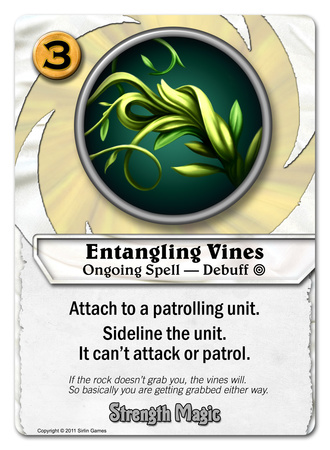 3
Entangling Vines
Ongoing Spell — Debuff ◎
Attach to a patrolling unit.
Sideline the unit.
It can't attack or patrol.
If the rock doesn't grab you, the vines will.
So basically you are getting grabbed either way.
Strength Magic
Copyright © 2011 Sirlin Games